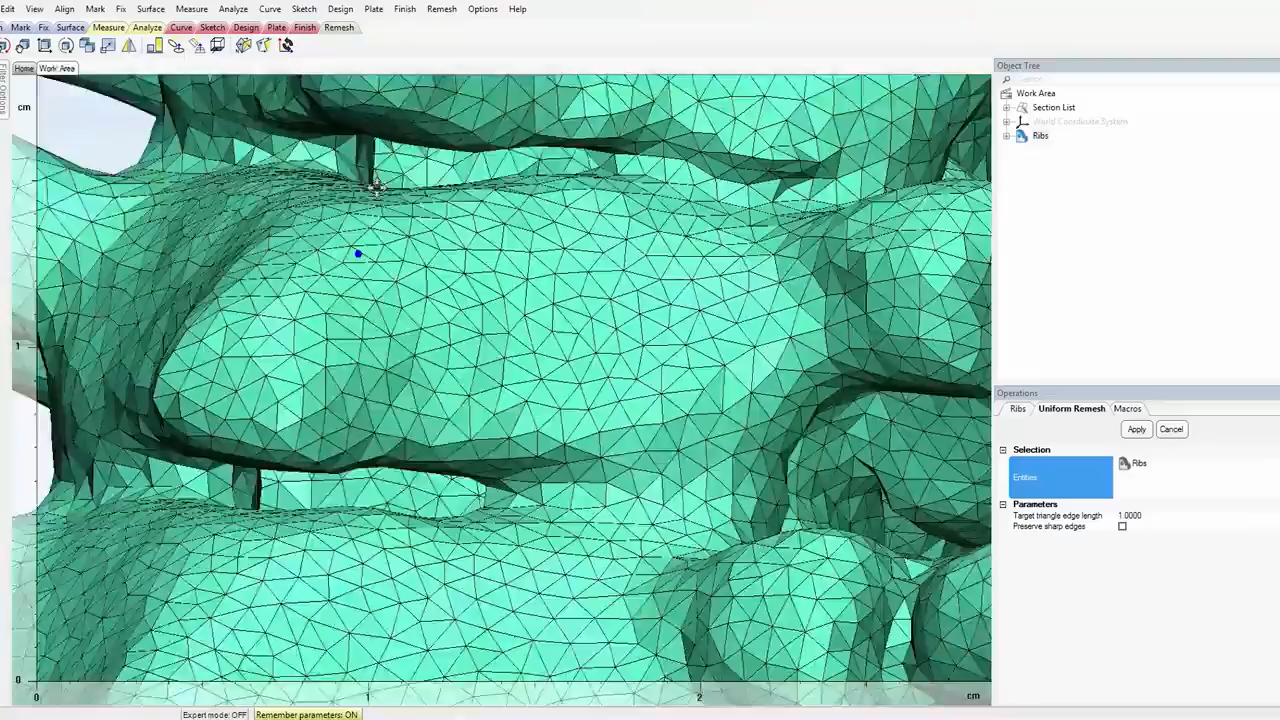 Edit View Align Mark Fix Surface Measure Analyze Curve Sketch Design Plate Finish Remesh Options Help
Mark Fix Surface Measure Analyze Curve Sketch Design Plate Finish Remesh
Home Work Area
Filter Options
cm
1
0
0 1 2 cm
Object Tree
Work Area
Section List
World Coordinate System
Ribs
Operations
Ribs Uniform Remesh Macros
Apply Cancel
Selection
Entities Ribs
Parameters
Target triangle edge length 1.0000
Preserve sharp edges
Expert mode: OFF Remember parameters: ON